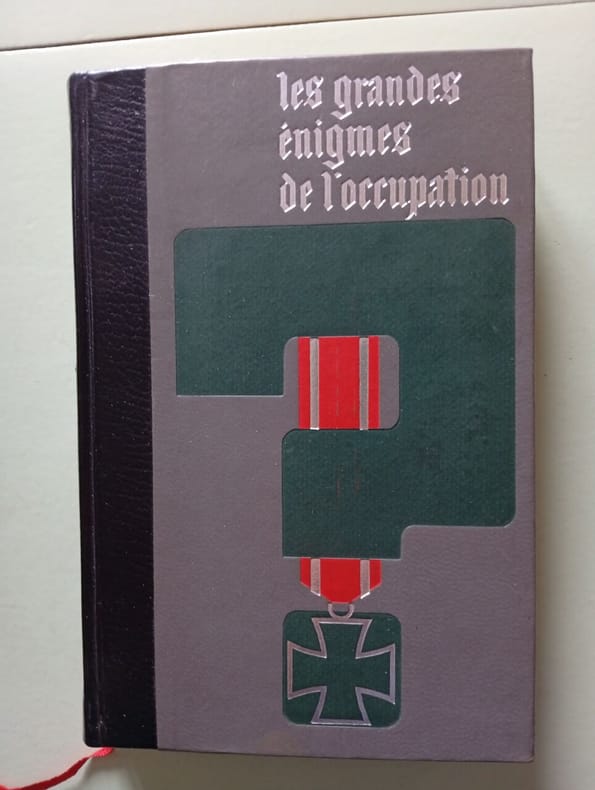 les grandes
énigmes
de l'occupation